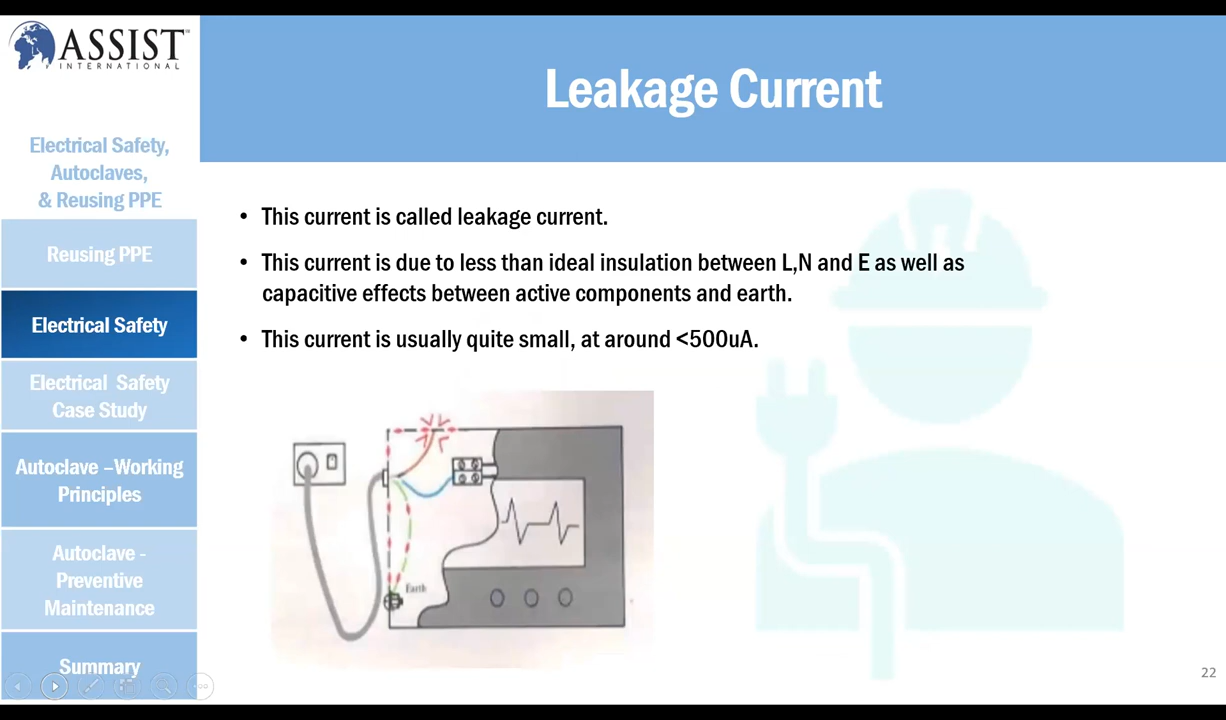 ASSIST
INTERNATIONAL
Electrical Safety,
Autoclaves,
& Reusing PPE
Reusing PPE
Electrical Safety
Electrical Safety
Case Study
Autoclave –Working
Principles
Autoclave -
Preventive
Maintenance
Summary
Leakage Current
• This current is called leakage current.
• This current is due to less than ideal insulation between L,N and E as well as
capacitive effects between active components and earth.
• This current is usually quite small, at around <500uA.
Earth
22